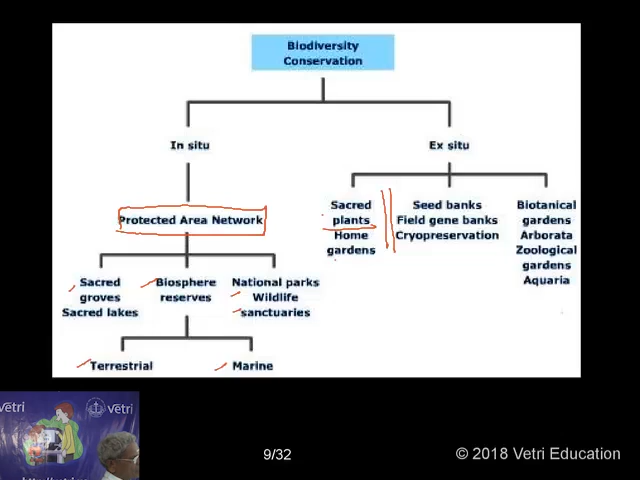 Biodiversity
Conservation
In situ
Ex situ
Protected Area Network
Sacred
plants
Home
gardens
Seed banks
Field gene banks
Cryopreservation
Biotanical
gardens
Arborata
Zoological
gardens
Aquaria
Sacred
groves
Sacred lakes
Biosphere
reserves
National parks
Wildlife
sanctuaries
Terrestrial
Marine
Vetri
Vetri
9/32
© 2018 Vetri Education